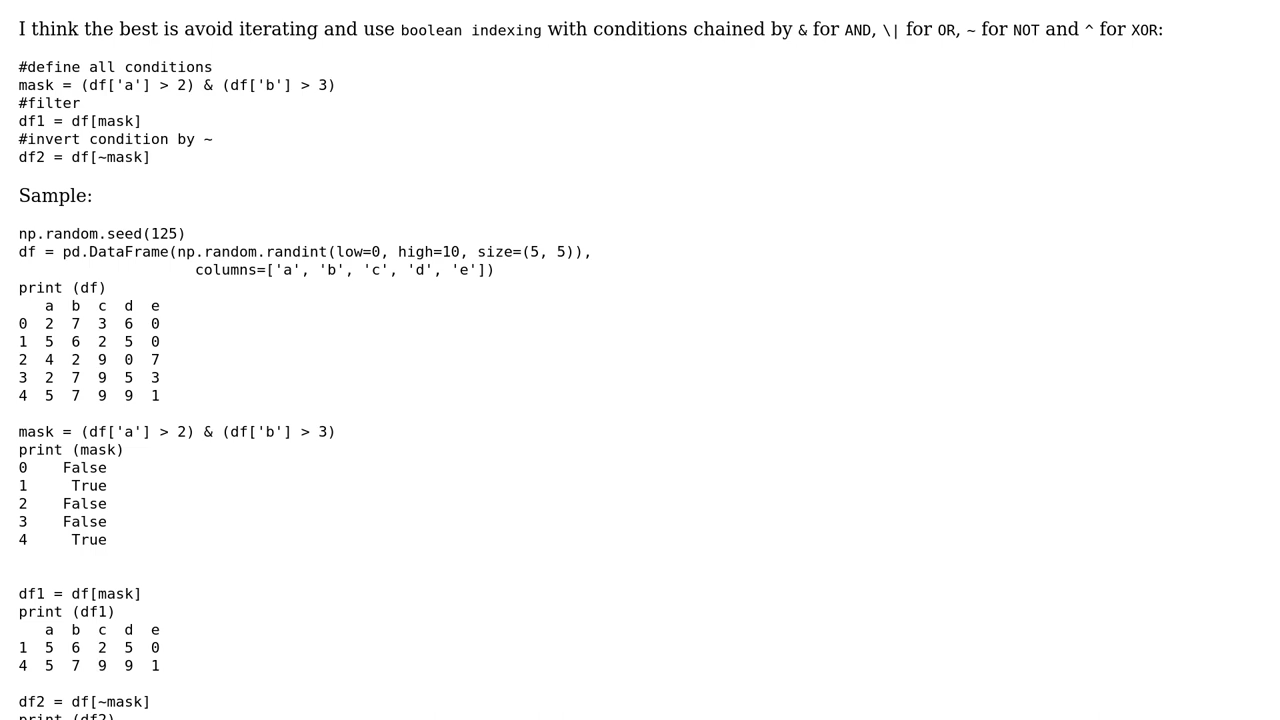 I think the best is avoid iterating and use boolean indexing with conditions chained by & for AND, \| for OR, ~ for NOT and ^ for XOR:
#define all conditions
mask = (df['a'] > 2) & (df['b'] > 3)
#filter
df1 = df[mask]
#invert condition by ~
df2 = df[~mask]
Sample:
np.random.seed(125)
df = pd.DataFrame(np.random.randint(low=0, high=10, size=(5, 5)),
                    columns=['a', 'b', 'c', 'd', 'e'])
print (df)
   a  b  c  d  e
0  2  7  3  6  0
1  5  6  2  5  0
2  4  2  9  0  7
3  2  7  9  5  3
4  5  7  9  9  1
mask = (df['a'] > 2) & (df['b'] > 3)
print (mask)
0    False
1     True
2    False
3    False
4     True
df1 = df[mask]
print (df1)
   a  b  c  d  e
1  5  6  2  5  0
4  5  7  9  9  1
df2 = df[~mask]
print (df2)